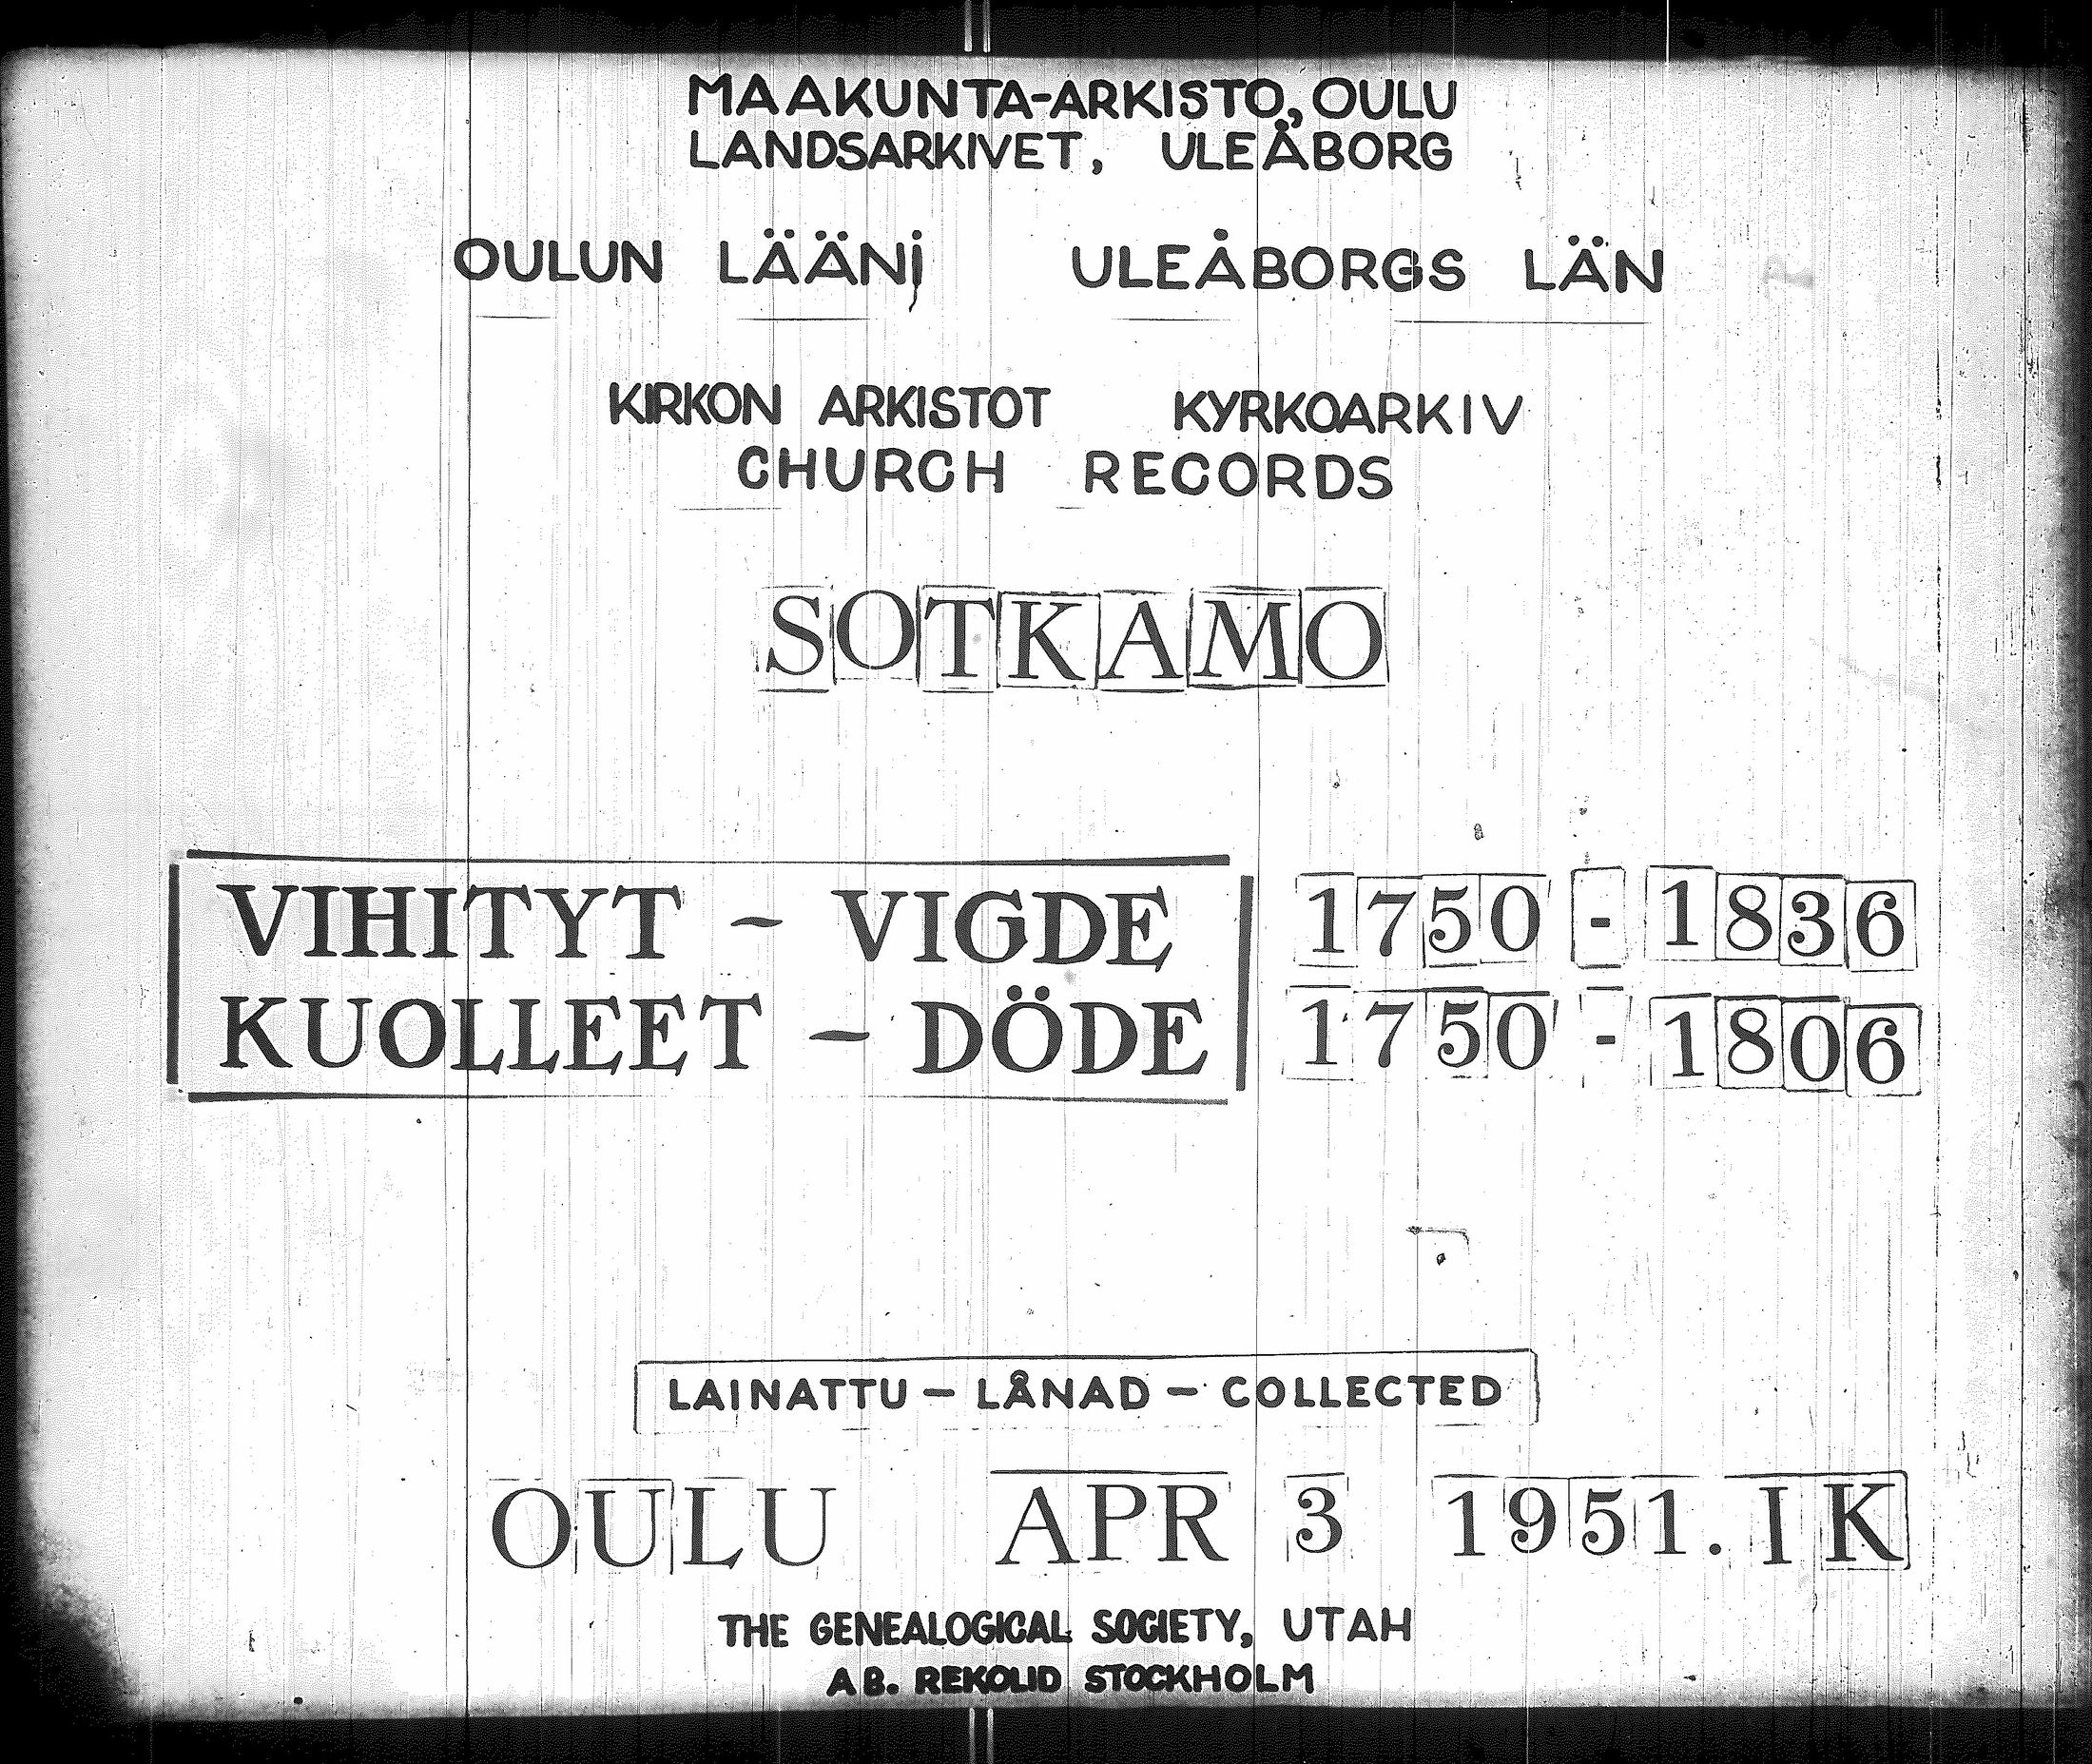 MAAKUNTA-ARKISTO, OULU
LANDSARKIVET, ULEÅBORG
OULUN LÄÄNi ULEÅBORGS LÄN
KIRKON ARKISTOT KYRKOARKIV
CHURCH RECORDS
SOTKAMO
VIHITYT - VIGDE 1750-1836
KUOLLEET - DÖDE 1750-1806
LAINATTU - LÅNAD - COLLECTED
OULU APR 3 1951. I K
THE GENEALOGICAL SOCIETY, UTAH
AB. REKOLID STOCKHOLM